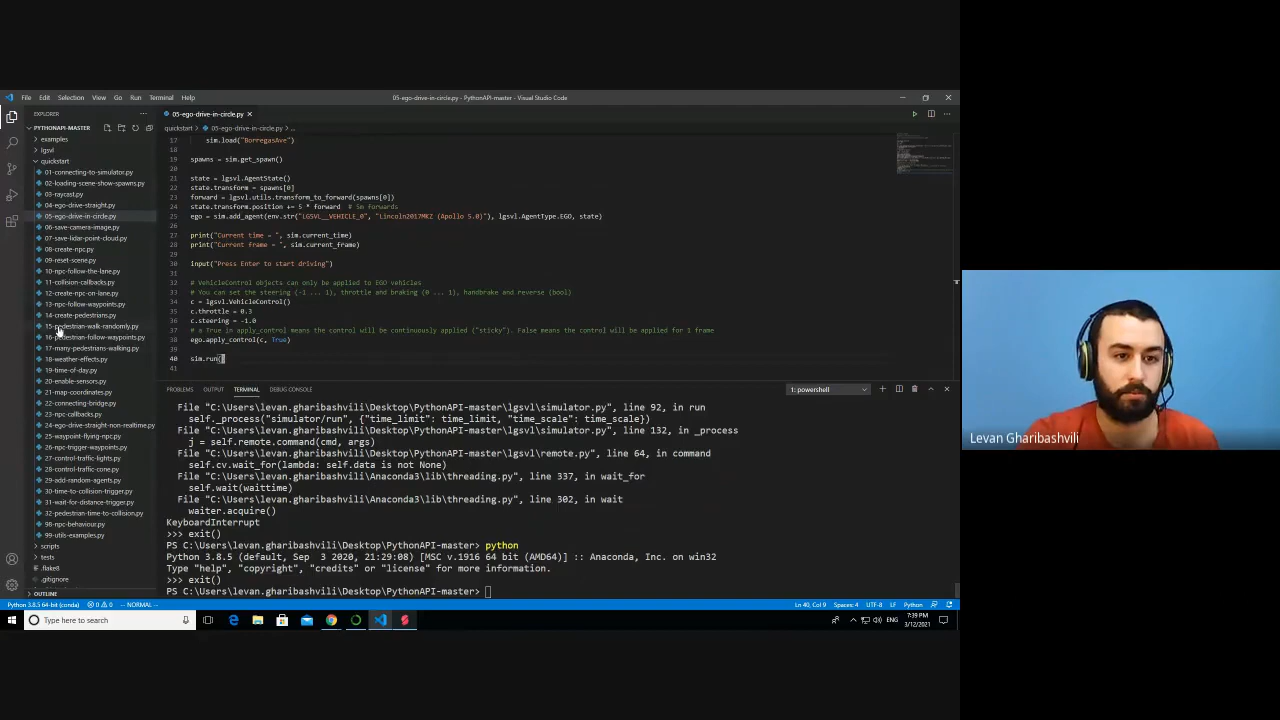 File Edit Selection View Go Run Terminal Help
05-ego-drive-in-circle.py - PythonAPI-master - Visual Studio Code
EXPLORER
PYTHONAPI-MASTER
examples
lgsvl
quickstart
01-connecting-to-simulator.py
02-loading-scene-show-spawns.py
03-raycast.py
04-ego-drive-straight.py
05-ego-drive-in-circle.py
06-save-camera-image.py
07-save-lidar-point-cloud.py
08-create-npc.py
09-reset-scene.py
10-npc-follow-the-lane.py
11-collision-callbacks.py
12-create-npc-on-lane.py
13-npc-follow-waypoints.py
14-create-pedestrians.py
15-pedestrian-walk-randomly.py
16-pedestrian-follow-waypoints.py
17-many-pedestrians-walking.py
18-weather-effects.py
19-time-of-day.py
20-enable-sensors.py
21-map-coordinates.py
22-connecting-bridge.py
23-npc-callbacks.py
24-ego-drive-straight-non-realtime.py
25-waypoint-flying-npc.py
26-npc-trigger-waypoints.py
27-control-traffic-lights.py
28-control-traffic-cone.py
29-add-random-agents.py
30-time-to-collision-trigger.py
31-wait-for-distance-trigger.py
32-pedestrian-time-to-collision.py
98-npc-behaviour.py
99-utils-examples.py
scripts
tests
.flake8
.gitignore
OUTLINE
05-ego-drive-in-circle.py
quickstart > 05-ego-drive-in-circle.py > ...
17 sim.load("BorregasAve")
18
19 spawns = sim.get_spawn()
20
21 state = lgsvl.AgentState()
22 state.transform = spawns[0]
23 forward = lgsvl.utils.transform_to_forward(spawns[0])
24 state.transform.position += 5 * forward # 5m forwards
25 ego = sim.add_agent(env.str("LGSVL__VEHICLE_0", "Lincoln2017MKZ (Apollo 5.0)"), lgsvl.AgentType.EGO, state)
26
27 print("Current time = ", sim.current_time)
28 print("Current frame = ", sim.current_frame)
29
30 input("Press Enter to start driving")
31
32 # VehicleControl objects can only be applied to EGO vehicles
33 # You can set the steering (-1 ... 1), throttle and braking (0 ... 1), handbrake and reverse (bool)
34 c = lgsvl.VehicleControl()
35 c.throttle = 0.3
36 c.steering = -1.0
37 # a True in apply_control means the control will be continuously applied ("sticky"). False means the control will be applied for 1 frame
38 ego.apply_control(c, True)
39
40 sim.run()
41
PROBLEMS OUTPUT TERMINAL DEBUG CONSOLE
1: powershell
File "C:\Users\levan.gharibashvili\Desktop\PythonAPI-master\lgsvl\simulator.py", line 92, in run
self._process("simulator/run", {"time_limit": time_limit, "time_scale": time_scale})
File "C:\Users\levan.gharibashvili\Desktop\PythonAPI-master\lgsvl\simulator.py", line 132, in _process
j = self.remote.command(cmd, args)
File "C:\Users\levan.gharibashvili\Desktop\PythonAPI-master\lgsvl\remote.py", line 64, in command
self.cv.wait_for(lambda: self.data is not None)
File "C:\Users\levan.gharibashvili\Anaconda3\lib\threading.py", line 337, in wait_for
self.wait(waittime)
File "C:\Users\levan.gharibashvili\Anaconda3\lib\threading.py", line 302, in wait
waiter.acquire()
KeyboardInterrupt
>>> exit()
PS C:\Users\levan.gharibashvili\Desktop\PythonAPI-master> python
Python 3.8.5 (default, Sep 3 2020, 21:29:08) [MSC v.1916 64 bit (AMD64)] :: Anaconda, Inc. on win32
Type "help", "copyright", "credits" or "license" for more information.
>>> exit()
PS C:\Users\levan.gharibashvili\Desktop\PythonAPI-master>
Python 3.8.5 64-bit (conda) 0 0 -- NORMAL -- Ln 40, Col 9 Spaces: 4 UTF-8 LF Python
Type here to search
ENG
7:39 PM
3/12/2021
Levan Gharibashvili